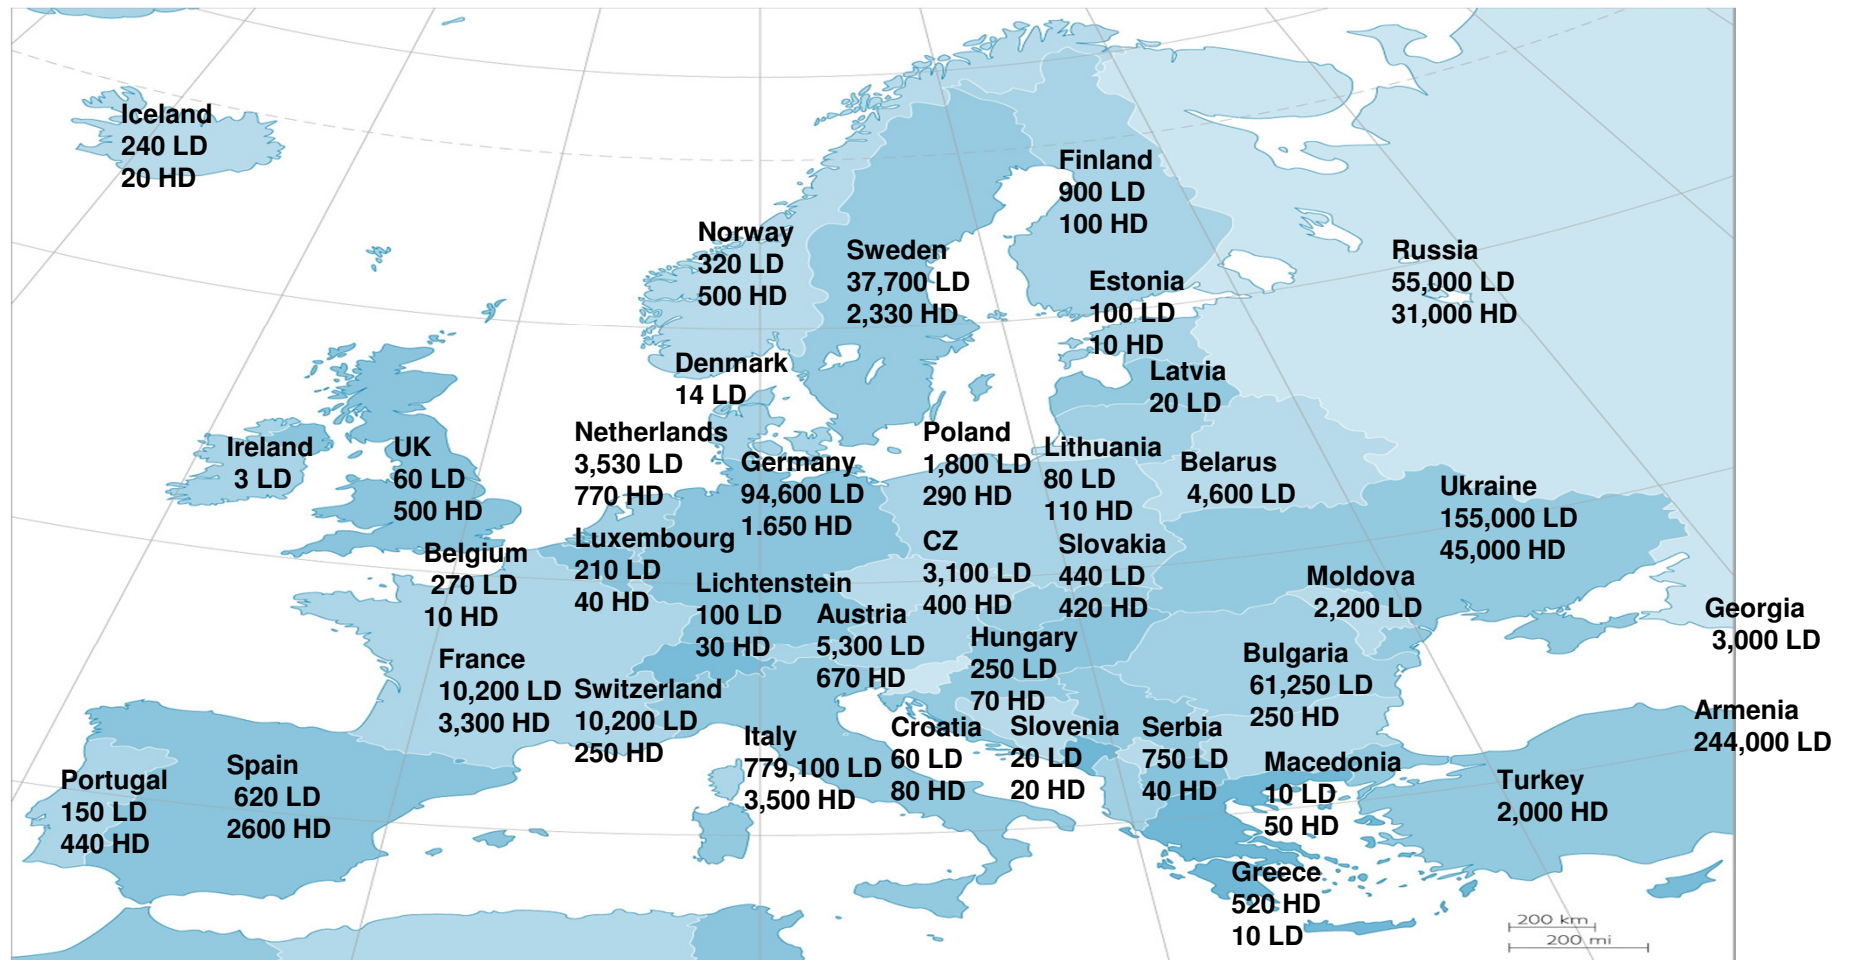 Iceland
240 LD
20 HD
Finland
900 LD
100 HD
Norway
320 LD
500 HD
Sweden
37,700 LD
2,330 HD
Russia
55,000 LD
31,000 HD
Estonia
100 LD
10 HD
Denmark
14 LD
Latvia
20 LD
Ireland
3 LD
UK
60 LD
500 HD
Netherlands
3,530 LD
770 HD
Germany
94,600 LD
1.650 HD
Poland
1,800 LD
290 HD
Lithuania
80 LD
110 HD
Belarus
4,600 LD
Ukraine
155,000 LD
45,000 HD
Belgium
270 LD
10 HD
Luxembourg
210 LD
40 HD
Lichtenstein
100 LD
30 HD
CZ
3,100 LD
400 HD
Slovakia
440 LD
420 HD
Moldova
2,200 LD
Georgia
3,000 LD
Austria
5,300 LD
670 HD
Hungary
250 LD
70 HD
Bulgaria
61,250 LD
250 HD
France
10,200 LD
3,300 HD
Switzerland
10,200 LD
250 HD
Italy
779,100 LD
3,500 HD
Croatia
60 LD
80 HD
Slovenia
20 LD
20 HD
Serbia
750 LD
40 HD
Macedonia
10 LD
50 HD
Armenia
244,000 LD
Turkey
2,000 HD
Portugal
150 LD
440 HD
Spain
620 LD
2600 HD
Greece
520 HD
10 LD
200 km
200 mi